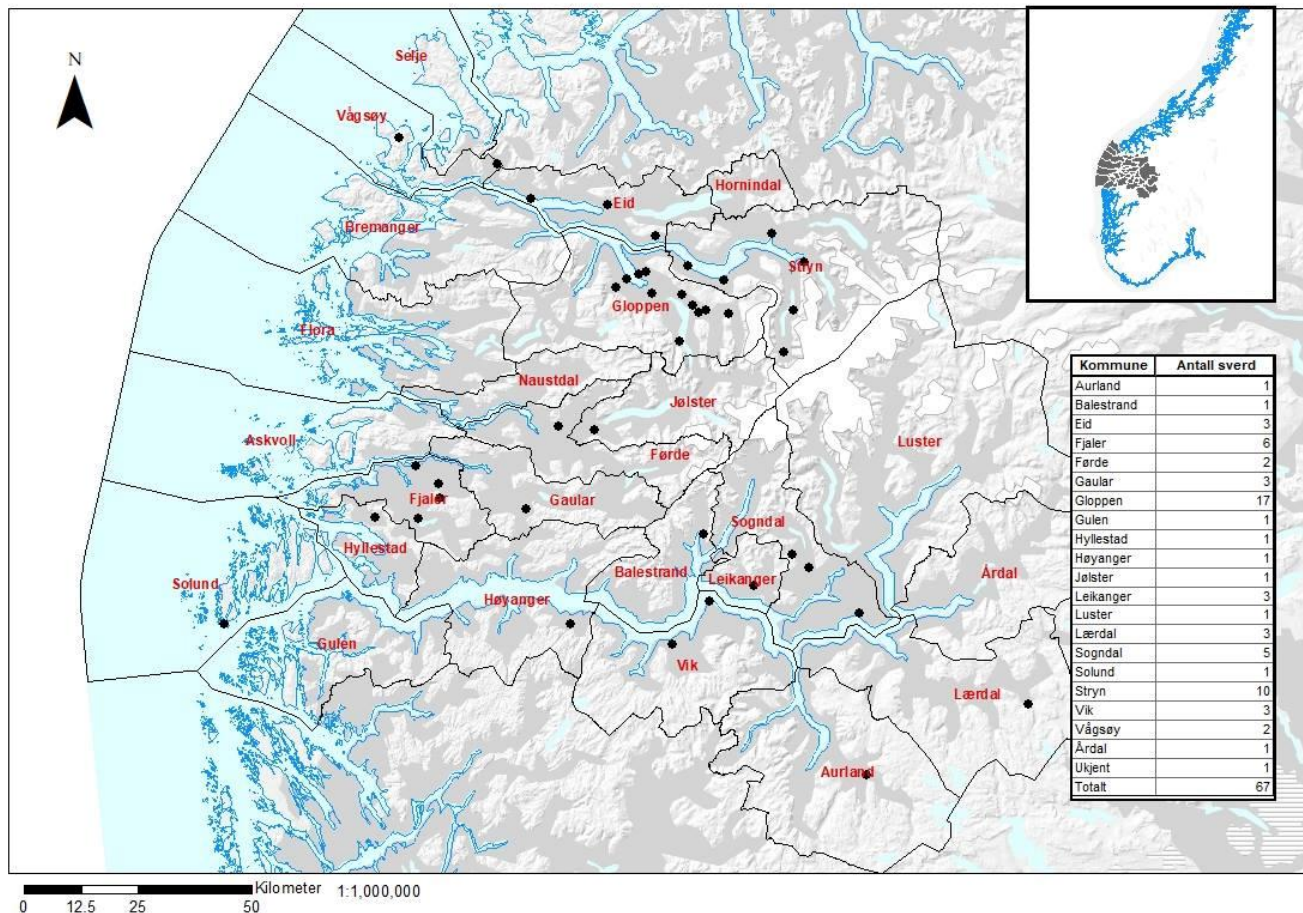 N
Selje
Vågsøy
Hornindal
Eid
Bremanger
Stryn
Gloppen
Flora
Naustdal
Jølster
Askvoll
Luster
Førde
Fjaler
Gaular
Sogndal
Hyllestad
Balestrand
Leikanger
Årdal
Solund
Høyanger
Gulen
Vik
Lærdal
Aurland
Kommune Antall sverd
Aurland 1
Balestrand 1
Eid 3
Fjaler 6
Førde 2
Gaular 3
Gloppen 17
Gulen 1
Hyllestad 1
Høyanger 1
Jølster 1
Leikanger 3
Luster 1
Lærdal 3
Sogndal 5
Solund 1
Stryn 10
Vik 3
Vågsøy 2
Årdal 1
Ukjent 1
Totalt 67
Kilometer 1:1,000,000
0 12.5 25 50